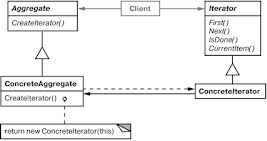 Aggregate
CreateIterator()
Client
Iterator
First()
Next()
IsDone()
CurrentItem()
ConcreteAggregate
CreateIterator()
ConcreteIterator
return new ConcreteIterator(this)